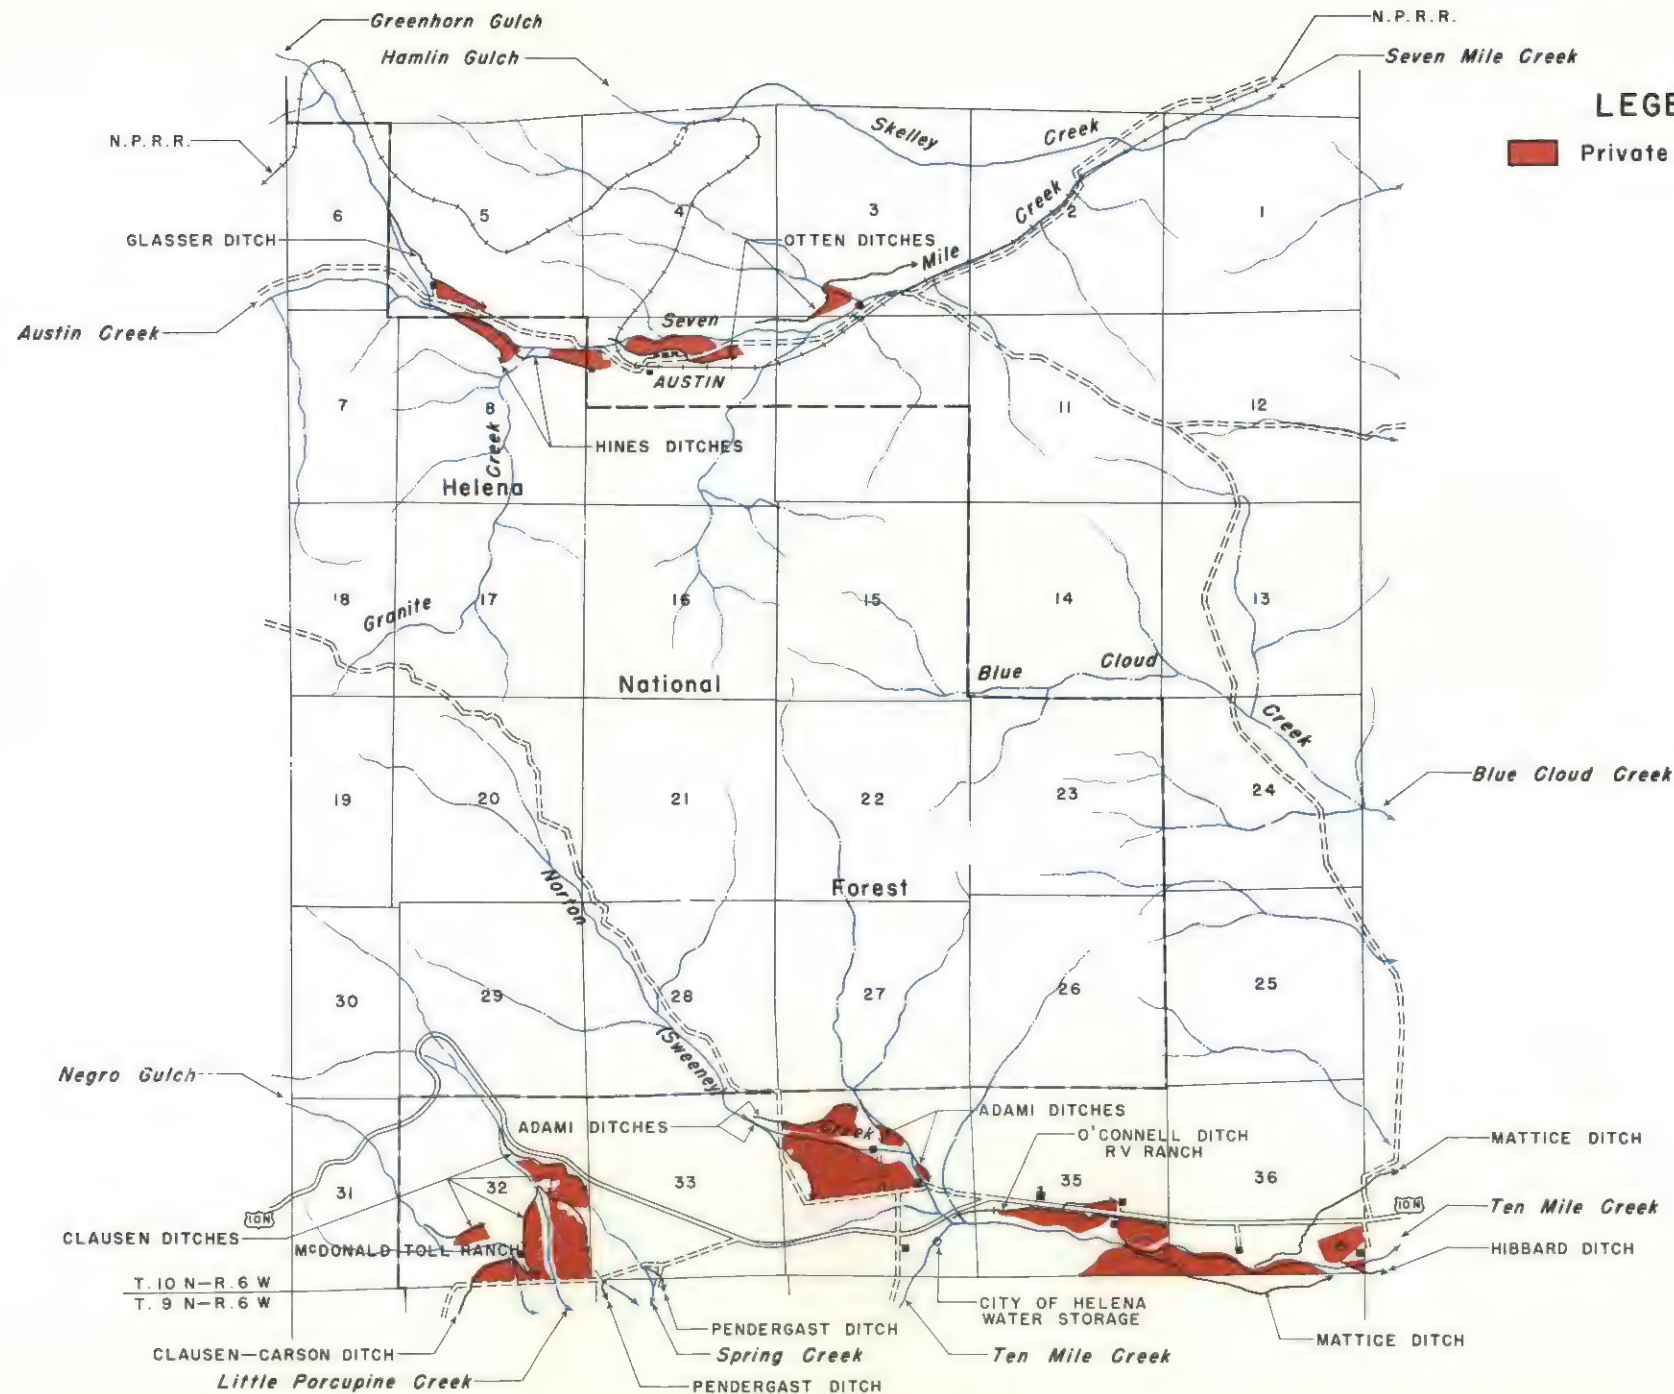 Greenhorn Gulch
N.P.R.R.
Hamlin Gulch
Seven Mile Creek
LEGE
Private
N.P.R.R.
Skelley Creek
6
5
4
3
2
1
GLASSER DITCH
OTTEN DITCHES
Seven Mile Creek
Austin Creek
AUSTIN
7
8
11
12
HINES DITCHES
Creek
Helena
18
Granite
17
16
15
14
13
National
Blue Cloud Creek
19
20
21
22
23
24
Blue Cloud Creek
Norton
Forest
30
29
28
27
26
25
(Sweeney
Negro Gulch
ADAMI DITCHES
Creek
ADAMI DITCHES
O'CONNELL DITCH
RV RANCH
MATTICE DITCH
31
32
33
35
36
10N
10N
Ten Mile Creek
CLAUSEN DITCHES
McDONALD TOLL RANCH
HIBBARD DITCH
T. 10 N-R. 6 W
T. 9 N-R. 6 W
CITY OF HELENA
WATER STORAGE
PENDERGAST DITCH
MATTICE DITCH
CLAUSEN-CARSON DITCH
Spring Creek
Ten Mile Creek
Little Porcupine Creek
PENDERGAST DITCH